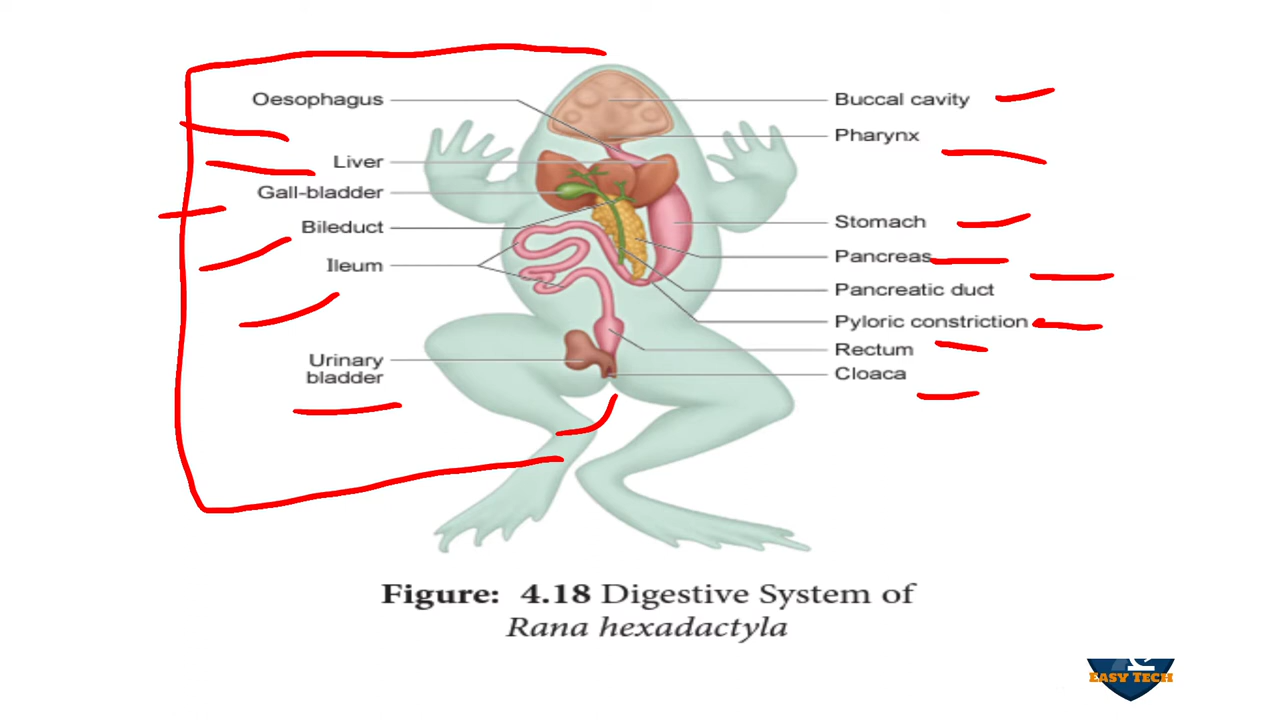 Oesophagus
Buccal cavity
Pharynx
Liver
Gall-bladder
Bileduct
Stomach
Ileum
Pancreas
Pancreatic duct
Pyloric constriction
Rectum
Urinary
bladder
Cloaca
Figure: 4.18 Digestive System of
Rana hexadactyla
EASY TECH